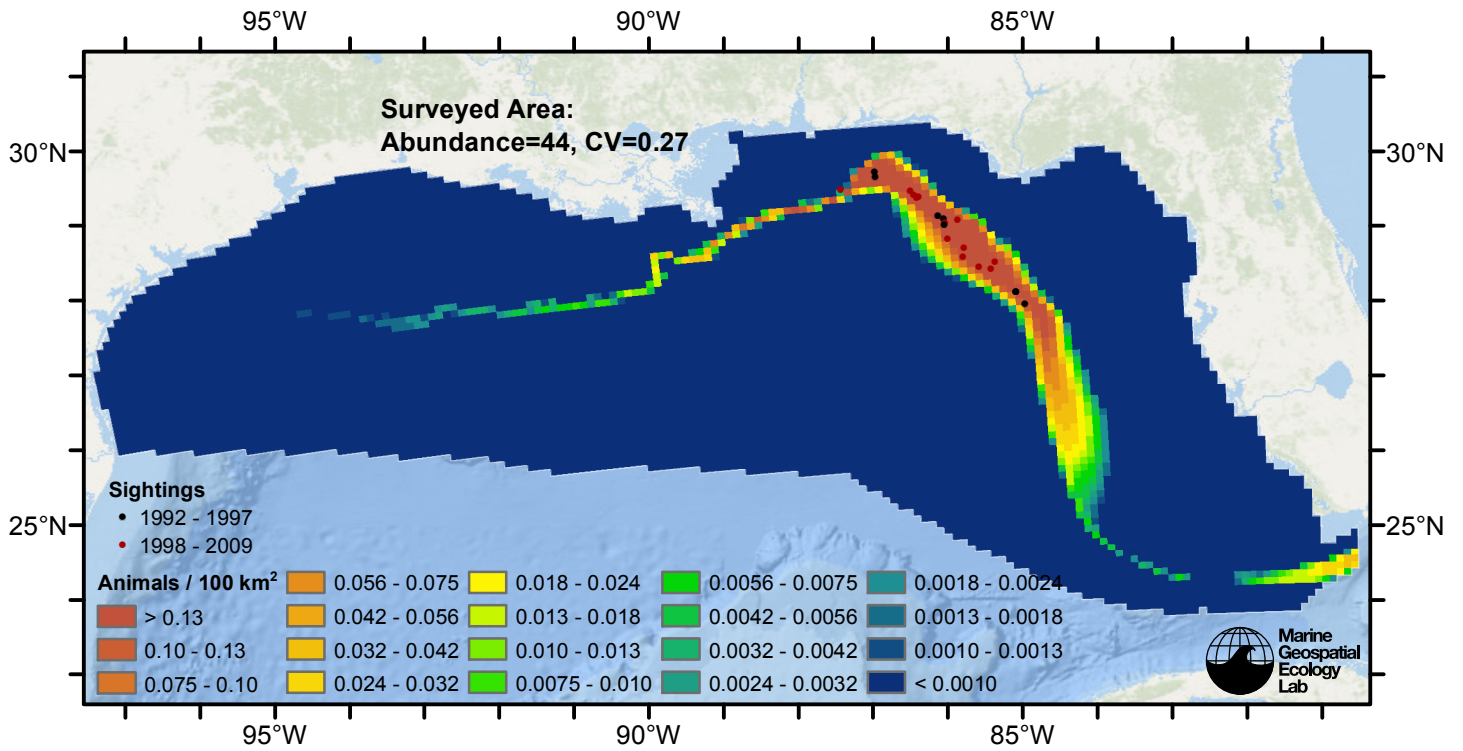 95°W 90°W 85°W
Surveyed Area:
Abundance=44, CV=0.27
30°N 30°N
25°N 25°N
Sightings
1992 - 1997
1998 - 2009
Animals / 100 km²
> 0.13
0.10 - 0.13
0.075 - 0.10
0.056 - 0.075
0.042 - 0.056
0.032 - 0.042
0.024 - 0.032
0.018 - 0.024
0.013 - 0.018
0.010 - 0.013
0.0075 - 0.010
0.0056 - 0.0075
0.0042 - 0.0056
0.0032 - 0.0042
0.0024 - 0.0032
0.0018 - 0.0024
0.0013 - 0.0018
0.0010 - 0.0013
< 0.0010
Marine
Geospatial
Ecology
Lab
95°W 90°W 85°W